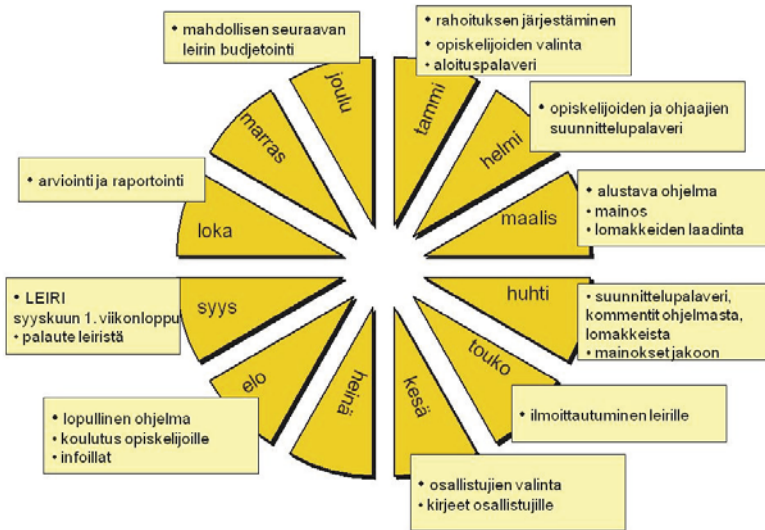 • mahdollisen seuraavan
leirin budjetointi
joulu
• rahoituksen järjestäminen
• opiskelijoiden valinta
• aloituspalaveri
tammi
• opiskelijoiden ja ohjaajien
suunnittelupalaveri
helmi
• alustava ohjelma
• mainos
• lomakkeiden laadinta
maalis
huhti
• suunnittelupalaveri,
kommentit ohjelmasta,
lomakkeista
• mainokset jakoon
touko
• ilmoittautuminen leirille
kesä
• osallistujien valinta
• kirjeet osallistujille
heinä
elo
• lopullinen ohjelma
• koulutus opiskelijoille
• infoillat
syys
• LEIRI
syyskuun 1. viikonloppu
• palaute leiristä
loka
• arviointi ja raportointi
marras